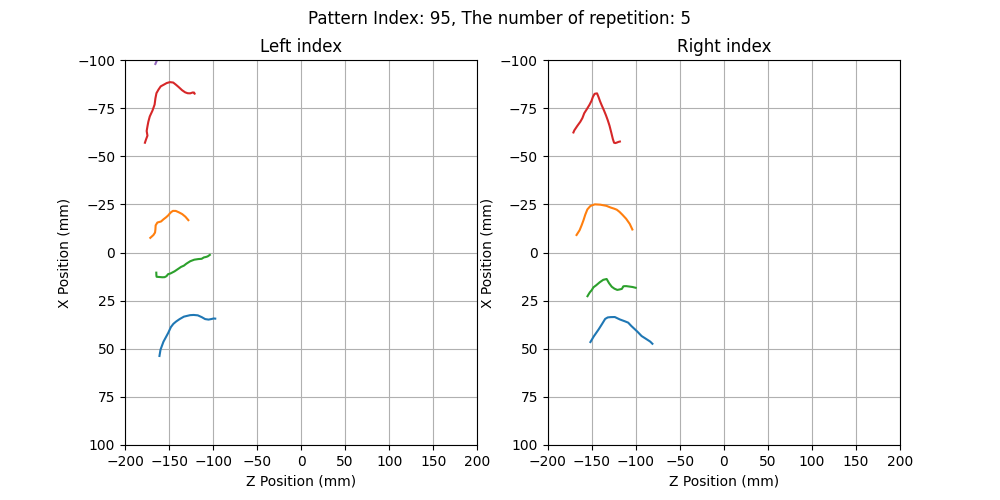 Pattern Index: 95, The number of repetition: 5
Left index
Right index
−100
−75
−50
−25
0
25
50
75
100
X Position (mm)
−200 −150 −100 −50 0 50 100 150 200
Z Position (mm)
−100
−75
−50
−25
0
25
50
75
100
X Position (mm)
−200 −150 −100 −50 0 50 100 150 200
Z Position (mm)